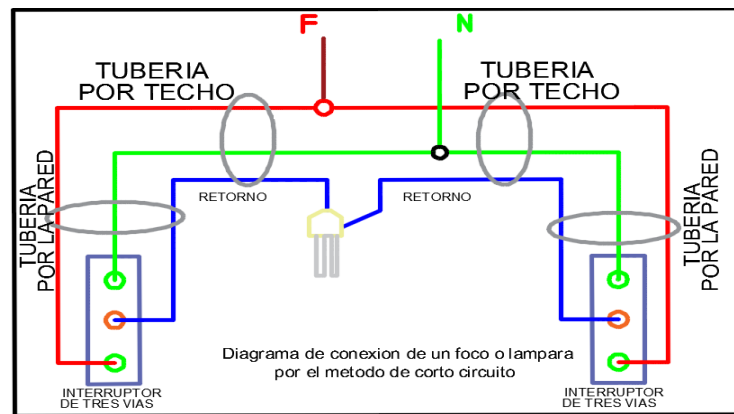 F
N
TUBERIA
POR TECHO
TUBERIA
POR TECHO
TUBERIA
POR LA PARED
RETORNO
RETORNO
TUBERIA
POR LA PARED
Diagrama de conexion de un foco o lampara
por el metodo de corto circuito
INTERRUPTOR
DE TRES VIAS
INTERRUPTOR
DE TRES VIAS